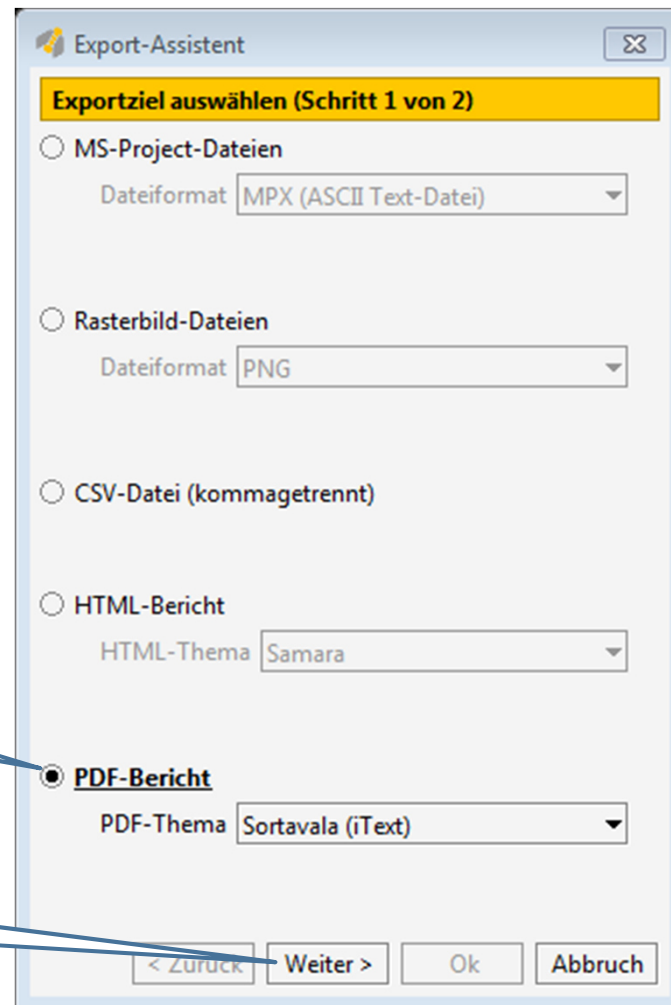 Export-Assistent
Exportziel auswählen (Schritt 1 von 2)
MS-Project-Dateien
Dateiformat MPX (ASCII Text-Datei)
Rasterbild-Dateien
Dateiformat PNG
CSV-Datei (kommagetrennt)
HTML-Bericht
HTML-Thema Samara
PDF-Bericht
PDF-Thema Sortavala (iText)
< Zurück Weiter > Ok Abbruch